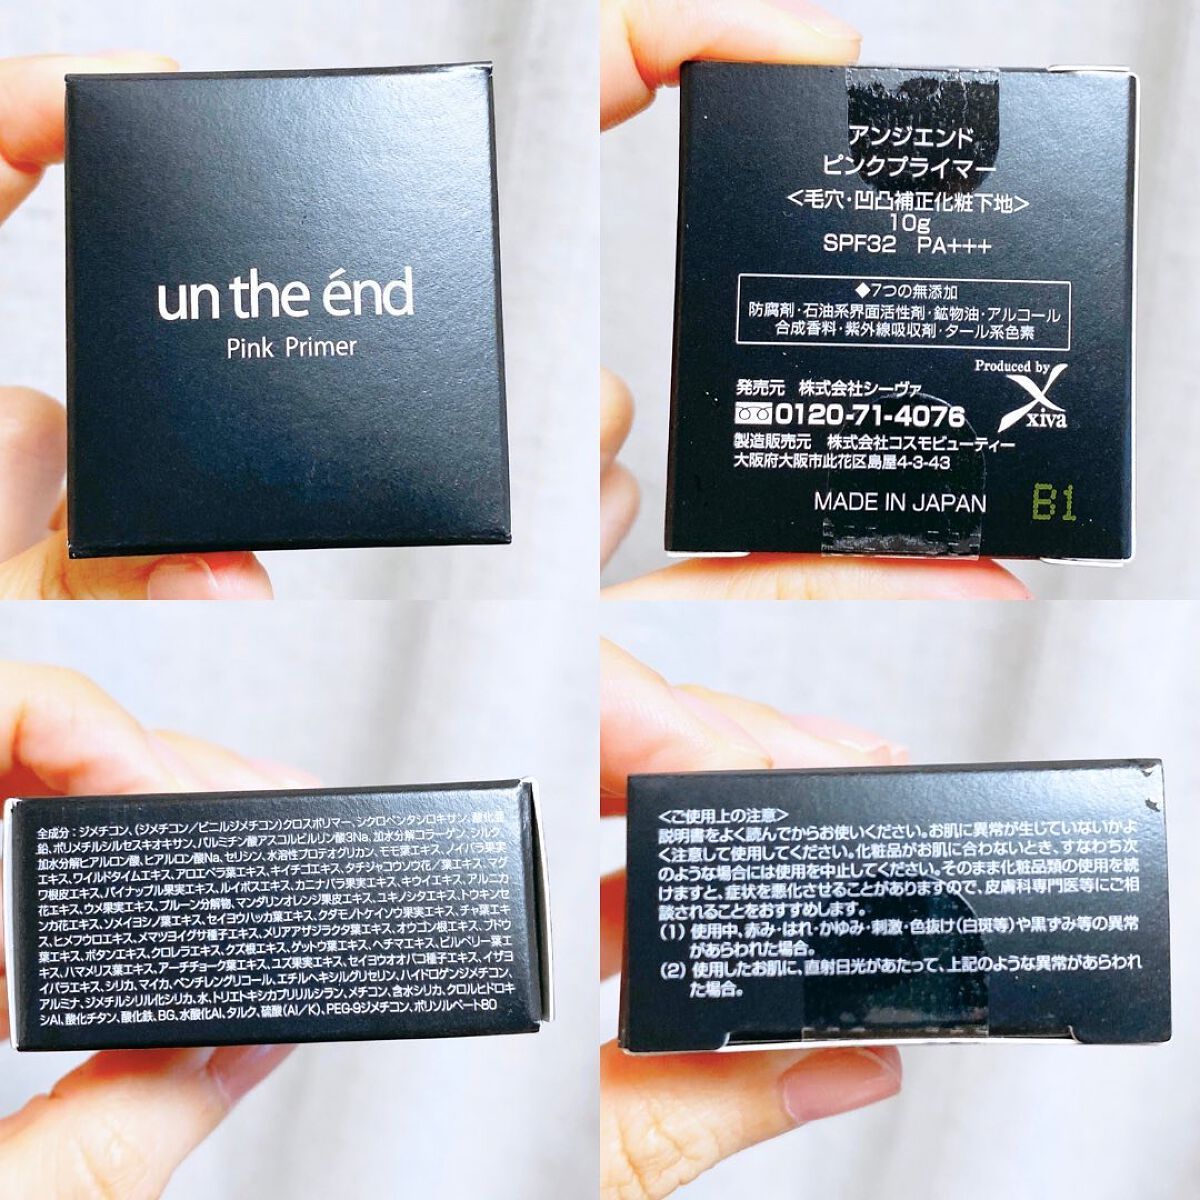 un the énd
Pink Primer
アンジエンド
ピンクプライマー
<毛穴・凹凸補正化粧下地>
10g
SPF32 PA+++
◆7つの無添加
防腐剤・石油系界面活性剤・鉱物油・アルコール
合成香料・紫外線吸収剤・タール系色素
Produced by
xiva
発売元 株式会社シーヴァ
0120-71-4076
製造販売元 株式会社コスモビューティー
大阪府大阪市此花区島屋4-3-43
MADE IN JAPAN
B1
全成分：ジメチコン、(ジメチコン/ビニルジメチコン)クロスポリマー、シクロペンタシロキサン、酸化亜
鉛、ポリメチルシルセスキオキサン、パルミチン酸アスコルビルリン酸3Na、加水分解コラーゲン、シルク、
加水分解ヒアルロン酸、ヒアルロン酸Na、セリシン、水溶性プロテオグリカン、モモ葉エキス、ノイバラ果実
エキス、ワイルドタイムエキス、アロエベラ葉エキス、キイチゴエキス、タチジャコウソウ花/葉エキス、マグ
ワ根皮エキス、パイナップル果実エキス、ルイボスエキス、カニナバラ果実エキス、キウイエキス、アルニカ
花エキス、ウメ果実エキス、プルーン分解物、マンダリンオレンジ果皮エキス、ユキノシタエキス、トウキンセ
ンカ花エキス、ソメイヨシノ葉エキス、セイヨウハッカ葉エキス、クダモノトケイソウ果実エキス、チャ葉エキ
ス、ヒメフウロエキス、メマツヨイグサ種子エキス、メリアアザジラクタ葉エキス、オウゴン根エキス、ブドウ
葉エキス、ボタンエキス、クロレラエキス、クズ根エキス、ゲットウ葉エキス、ヘチマエキス、ビルベリー葉エ
キス、ハマメリス葉エキス、アーチチョーク葉エキス、ユズ果実エキス、セイヨウオオバコ種子エキス、イザヨ
イバラエキス、シリカ、マイカ、ペンチレングリコール、エチルヘキシルグリセリン、ハイドロゲンジメチコン、
アルミナ、ジメチルシリル化シリカ、水、トリエトキシカプリリルシラン、メチコン、含水シリカ、クロルヒドロキ
シAl、酸化チタン、酸化鉄、BG、水酸化Al、タルク、硫酸(Al/K)、PEG-9ジメチコン、ポリソルベート80
<ご使用上の注意>
説明書をよく読んでからお使いください。お肌に異常が生じていないかよ
く注意して使用してください。化粧品がお肌に合わないとき、すなわち次
のような場合には使用を中止してください。そのまま化粧品類の使用を続
けますと、症状を悪化させることがありますので、皮膚科専門医等にご相
談されることをおすすめします。
(1) 使用中、赤み・はれ・かゆみ・刺激・色抜け(白斑等)や黒ずみ等の異常
があらわれた場合。
(2) 使用したお肌に、直射日光があたって、上記のような異常があらわれ
た場合。